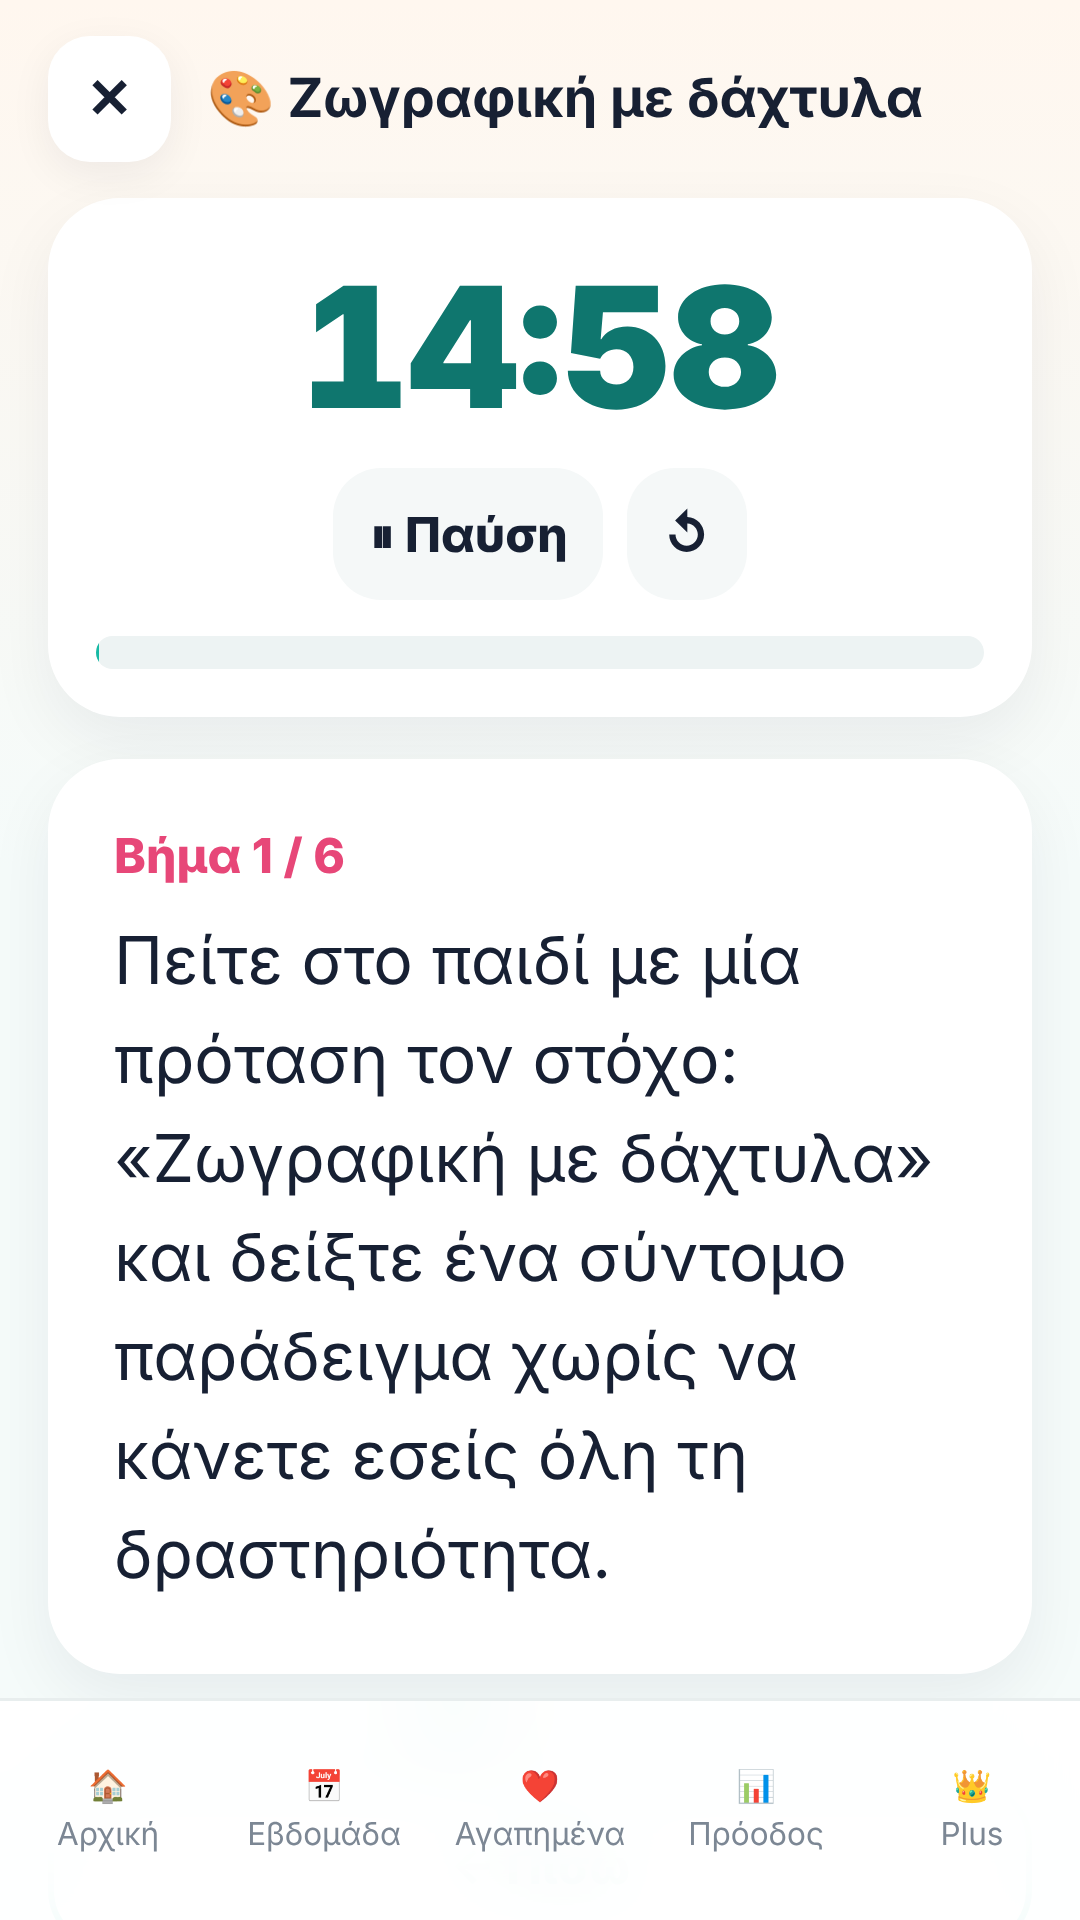 ✕
🎨 Ζωγραφική με δάχτυλα
14:58
⏸ Παύση
↺
Βήμα 1 / 6
Πείτε στο παιδί με μία
πρόταση τον στόχο:
«Ζωγραφική με δάχτυλα»
και δείξτε ένα σύντομο
παράδειγμα χωρίς να
κάνετε εσείς όλη τη
δραστηριότητα.
Αρχική
Εβδομάδα
Αγαπημένα
Πρόοδος
Plus